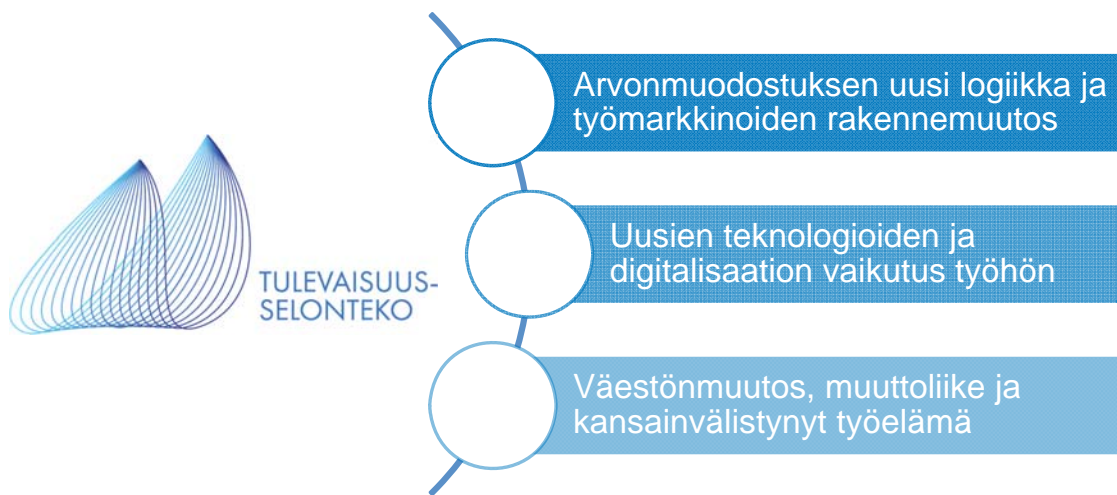 TULEVAISUUS-
SELONTEKO
Arvonmuodostuksen uusi logiikka ja
työmarkkinoiden rakennemuutos
Uusien teknologioiden ja
digitalisaation vaikutus työhön
Väestönmuutos, muuttoliike ja
kansainvälistynyt työelämä